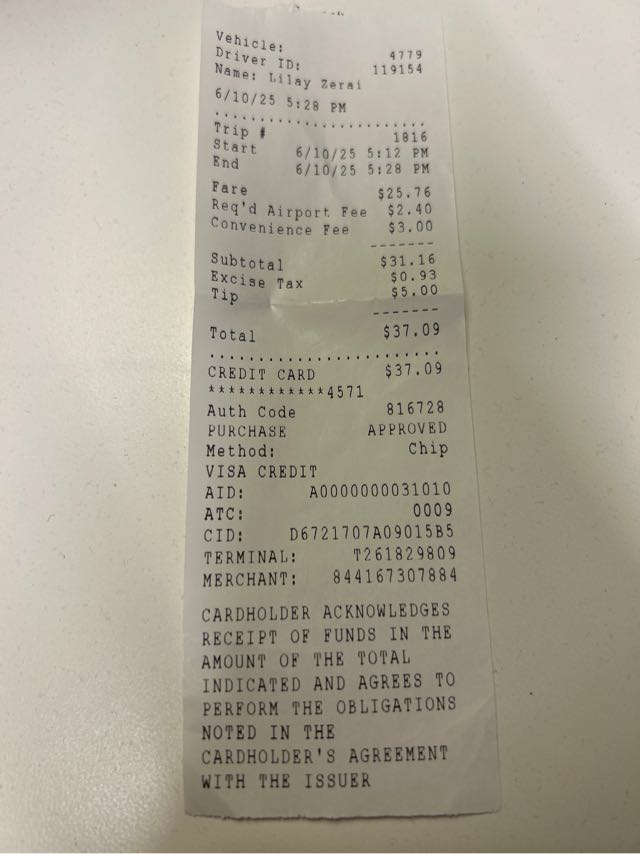 Vehicle: 4779
Driver ID: 119154
Name: Lilay Zerai
6/10/25 5:28 PM
........................
Trip # 1816
Start 6/10/25 5:12 PM
End 6/10/25 5:28 PM
Fare $25.76
Req'd Airport Fee $2.40
Convenience Fee $3.00
-------
Subtotal $31.16
Excise Tax $0.93
Tip $5.00
-------
Total $37.09
........................
CREDIT CARD $37.09
************4571
Auth Code 816728
PURCHASE APPROVED
Method: Chip
VISA CREDIT
AID: A0000000031010
ATC: 0009
CID: D6721707A09015B5
TERMINAL: T261829809
MERCHANT: 844167307884
CARDHOLDER ACKNOWLEDGES
RECEIPT OF FUNDS IN THE
AMOUNT OF THE TOTAL
INDICATED AND AGREES TO
PERFORM THE OBLIGATIONS
NOTED IN THE
CARDHOLDER'S AGREEMENT
WITH THE ISSUER